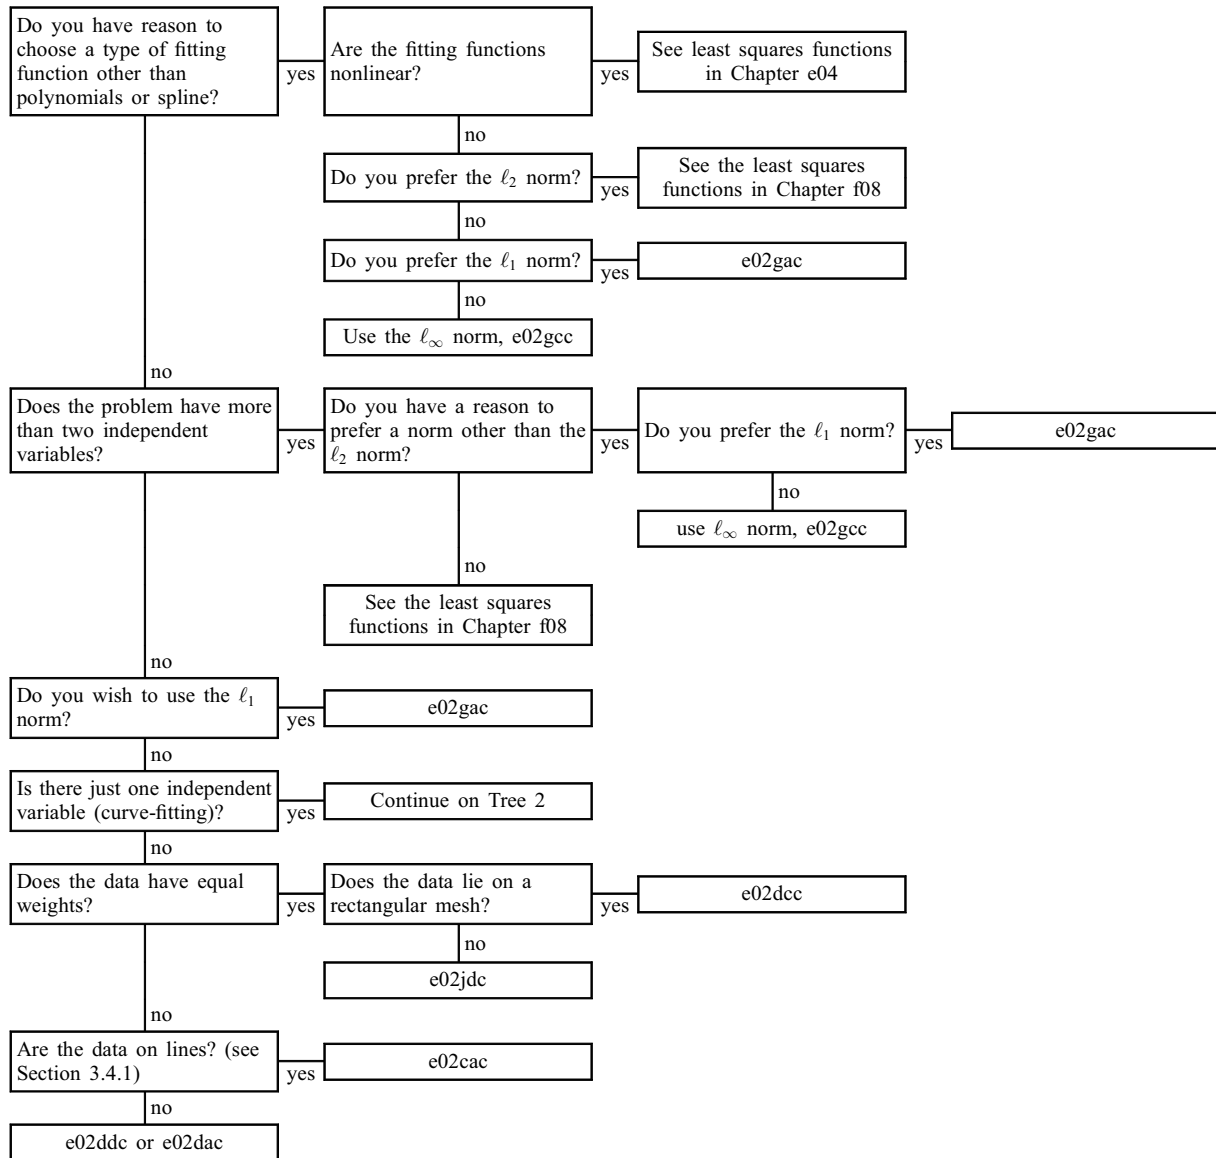 Do you have reason to
choose a type of fitting
function other than
polynomials or spline?
yes
Are the fitting functions
nonlinear?
yes
See least squares functions
in Chapter e04
no
Do you prefer the ℓ₂ norm?
yes
See the least squares
functions in Chapter f08
no
Do you prefer the ℓ₁ norm?
yes
e02gac
no
Use the ℓ∞ norm, e02gcc
no
Does the problem have more
than two independent
variables?
yes
Do you have a reason to
prefer a norm other than the
ℓ₂ norm?
yes
Do you prefer the ℓ₁ norm?
yes
e02gac
no
use ℓ∞ norm, e02gcc
no
See the least squares
functions in Chapter f08
no
Do you wish to use the ℓ₁
norm?
yes
e02gac
no
Is there just one independent
variable (curve-fitting)?
yes
Continue on Tree 2
no
Does the data have equal
weights?
yes
Does the data lie on a
rectangular mesh?
yes
e02dcc
no
e02jdc
no
Are the data on lines? (see
Section 3.4.1)
yes
e02cac
no
e02ddc or e02dac